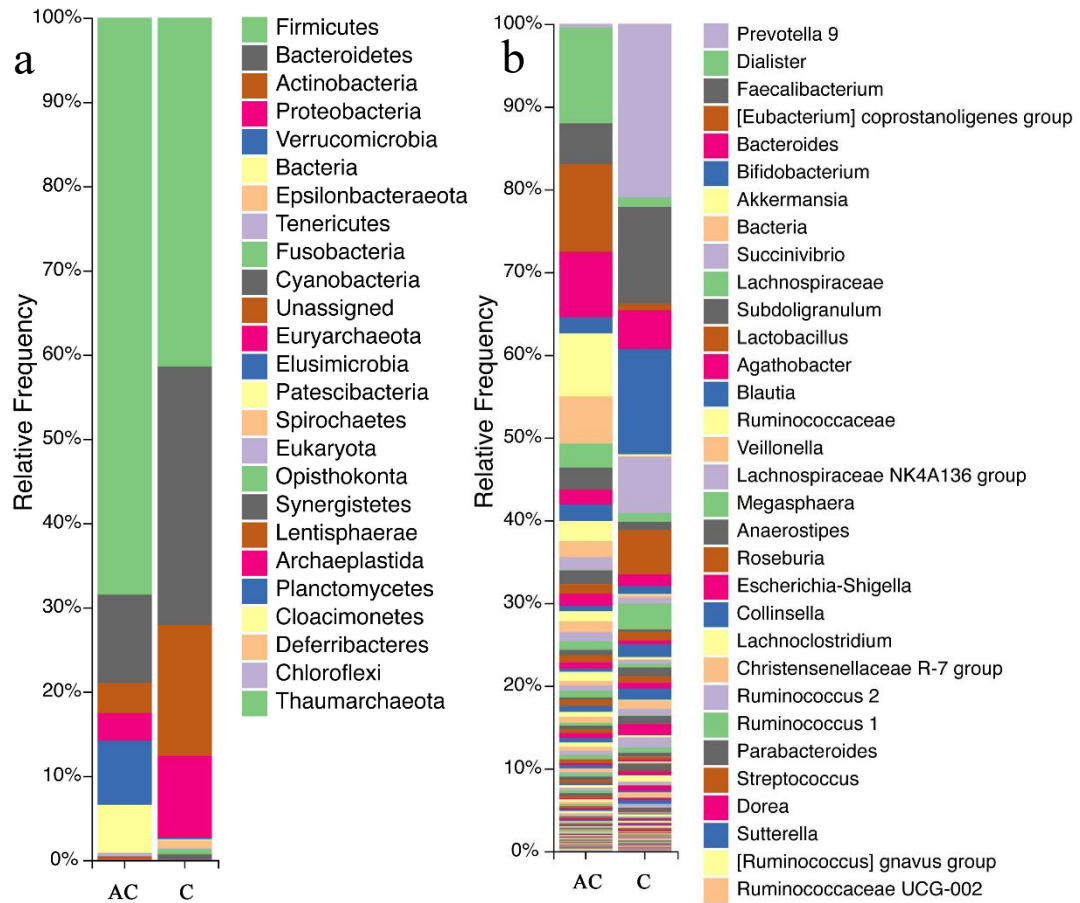 a
Relative Frequency
100%
90%
80%
70%
60%
50%
40%
30%
20%
10%
0%
AC
C
Firmicutes
Bacteroidetes
Actinobacteria
Proteobacteria
Verrucomicrobia
Bacteria
Epsilonbacteraeota
Tenericutes
Fusobacteria
Cyanobacteria
Unassigned
Euryarchaeota
Elusimicrobia
Patescibacteria
Spirochaetes
Eukaryota
Opisthokonta
Synergistetes
Lentisphaerae
Archaeplastida
Planctomycetes
Cloacimonetes
Deferribacteres
Chloroflexi
Thaumarchaeota
b
Relative Frequency
100%
90%
80%
70%
60%
50%
40%
30%
20%
10%
0%
AC
C
Prevotella 9
Dialister
Faecalibacterium
[Eubacterium] coprostanoligenes group
Bacteroides
Bifidobacterium
Akkermansia
Bacteria
Succinivibrio
Lachnospiraceae
Subdoligranulum
Lactobacillus
Agathobacter
Blautia
Ruminococcaceae
Veillonella
Lachnospiraceae NK4A136 group
Megasphaera
Anaerostipes
Roseburia
Escherichia-Shigella
Collinsella
Lachnoclostridium
Christensenellaceae R-7 group
Ruminococcus 2
Ruminococcus 1
Parabacteroides
Streptococcus
Dorea
Sutterella
[Ruminococcus] gnavus group
Ruminococcaceae UCG-002